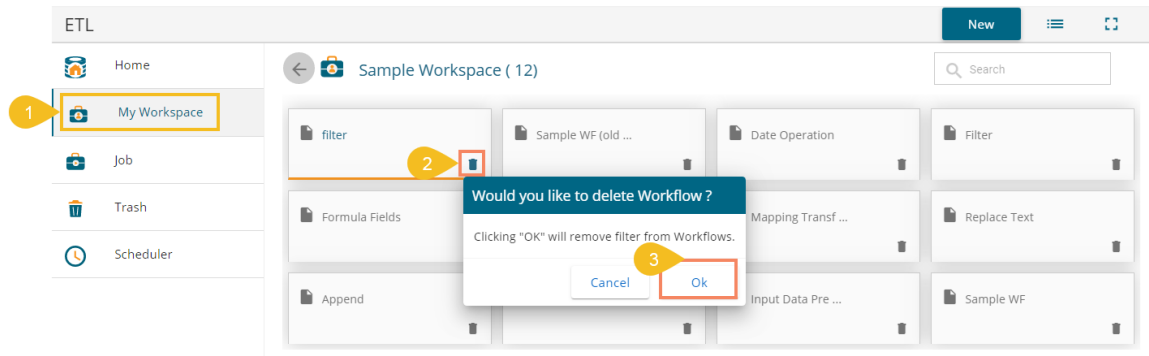 ETL
New
Home
My Workspace
Job
Trash
Scheduler
1
Sample Workspace ( 12)
Search
filter
Sample WF (old ...
Date Operation
Filter
2
Would you like to delete Workflow ?
Clicking "OK" will remove filter from Workflows.
3
Cancel
Ok
Formula Fields
Mapping Transf ...
Replace Text
Append
Input Data Pre ...
Sample WF